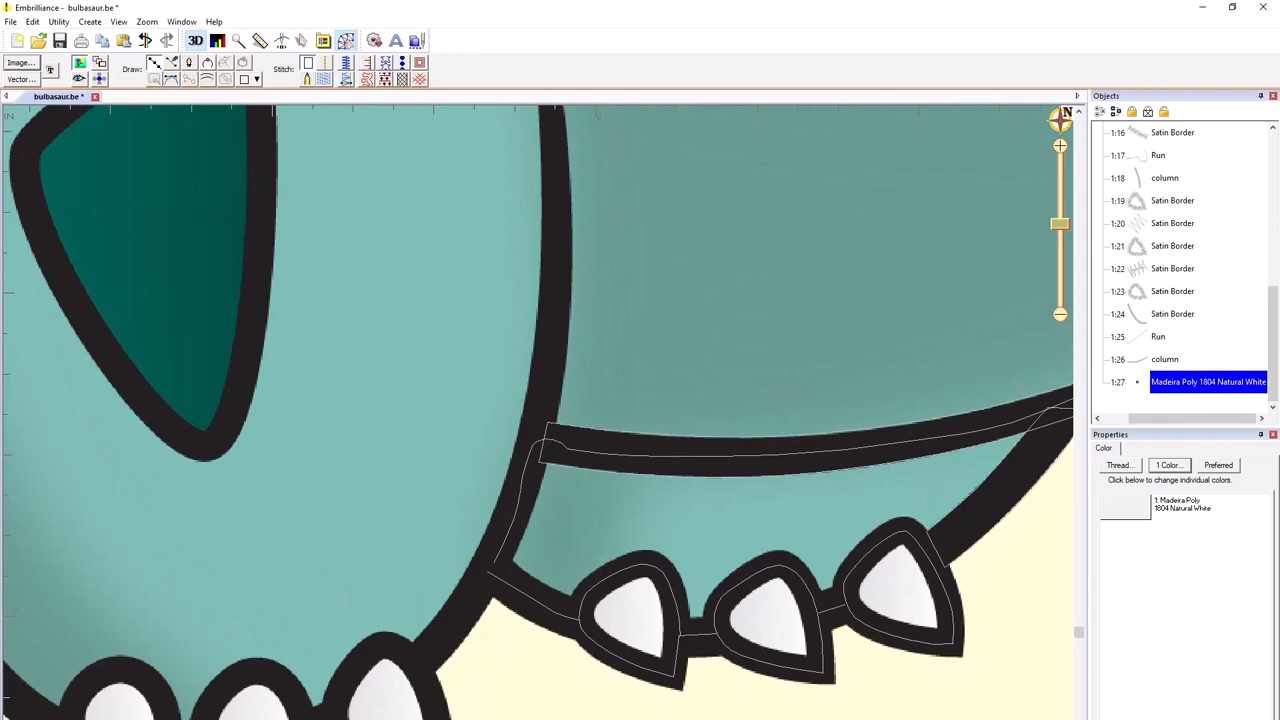 Embrilliance - bulbasaur.be *
File Edit Utility Create View Zoom Window Help
3D
Image... T Draw: Stitch:
Vector...
bulbasaur.be *
IN
0
N
Objects
1:16 Satin Border
1:17 Run
1:18 column
1:19 Satin Border
1:20 Satin Border
1:21 Satin Border
1:22 Satin Border
1:23 Satin Border
1:24 Satin Border
1:25 Run
1:26 column
1:27 Madeira Poly 1804 Natural White
Properties
Color
Thread... 1 Color... Preferred
Click below to change individual colors.
1: Madeira Poly
1804 Natural White